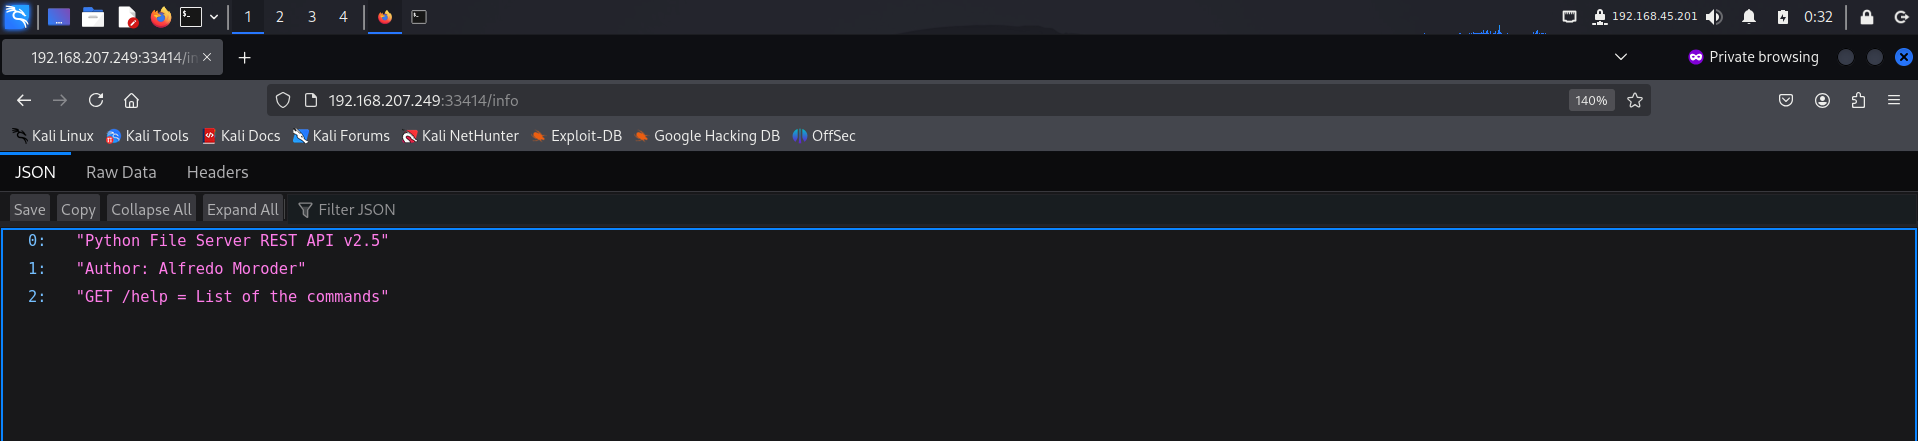 1 2 3 4 192.168.45.201 0:32
192.168.207.249:33414/in Private browsing
192.168.207.249:33414/info 140%
Kali Linux Kali Tools Kali Docs Kali Forums Kali NetHunter Exploit-DB Google Hacking DB OffSec
JSON Raw Data Headers
Save Copy Collapse All Expand All Filter JSON
0: "Python File Server REST API v2.5"
1: "Author: Alfredo Moroder"
2: "GET /help = List of the commands"